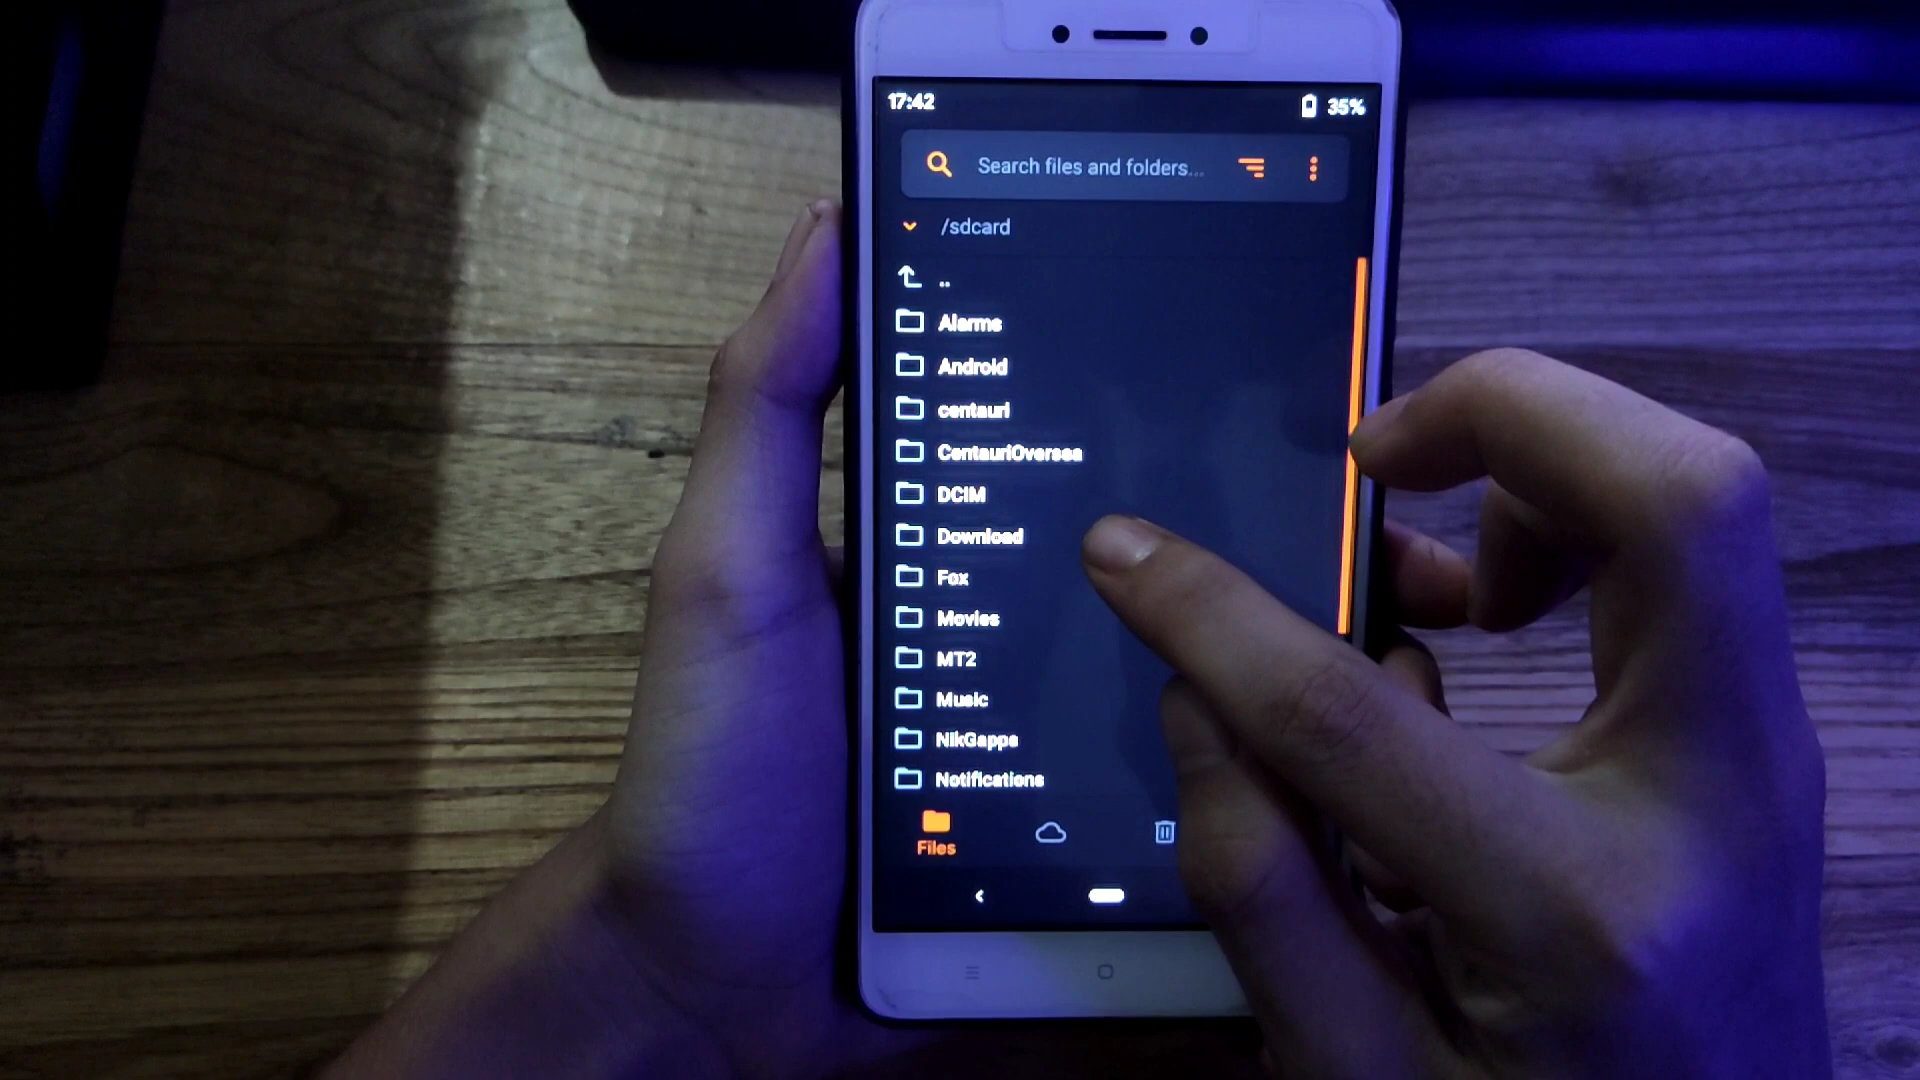 17:42
35%
Search files and folders...
/sdcard
..
Alarms
Android
centauri
CentauriOversea
DCIM
Download
Fox
Movies
MT2
Music
NikGapps
Notifications
Files